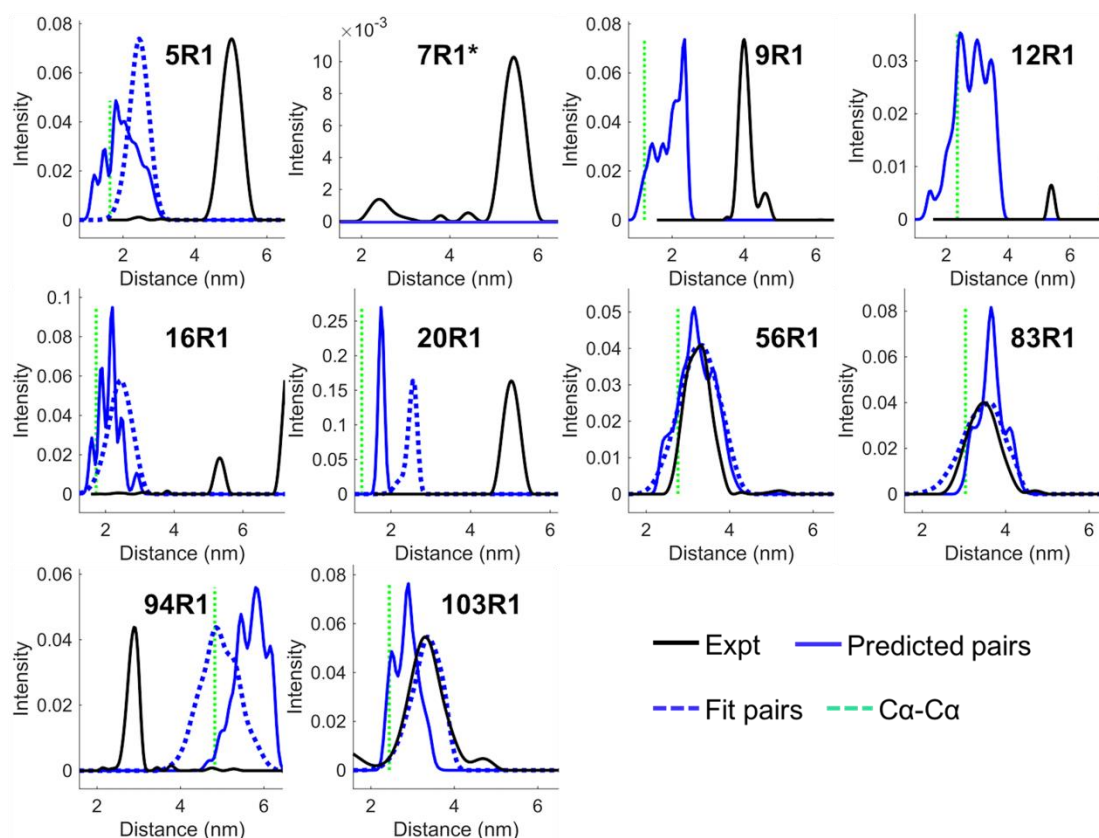 5R1
0.08
0.06
0.04
0.02
0
2 4 6
Intensity
Distance (nm)
×10⁻³
7R1*
10
8
6
4
2
0
2 4 6
Intensity
Distance (nm)
9R1
0.08
0.06
0.04
0.02
0
2 4 6
Intensity
Distance (nm)
12R1
0.03
0.02
0.01
0
2 4 6
Intensity
Distance (nm)
16R1
0.1
0.08
0.06
0.04
0.02
0
2 4 6
Intensity
Distance (nm)
20R1
0.25
0.20
0.15
0.10
0.05
0
2 4 6
Intensity
Distance (nm)
56R1
0.05
0.04
0.03
0.02
0.01
0
2 4 6
Intensity
Distance (nm)
83R1
0.08
0.06
0.04
0.02
0
2 4 6
Intensity
Distance (nm)
94R1
0.06
0.04
0.02
0
2 4 6
Intensity
Distance (nm)
103R1
0.08
0.06
0.04
0.02
0
2 4 6
Intensity
Distance (nm)
Expt Predicted pairs
Fit pairs Cα-Cα